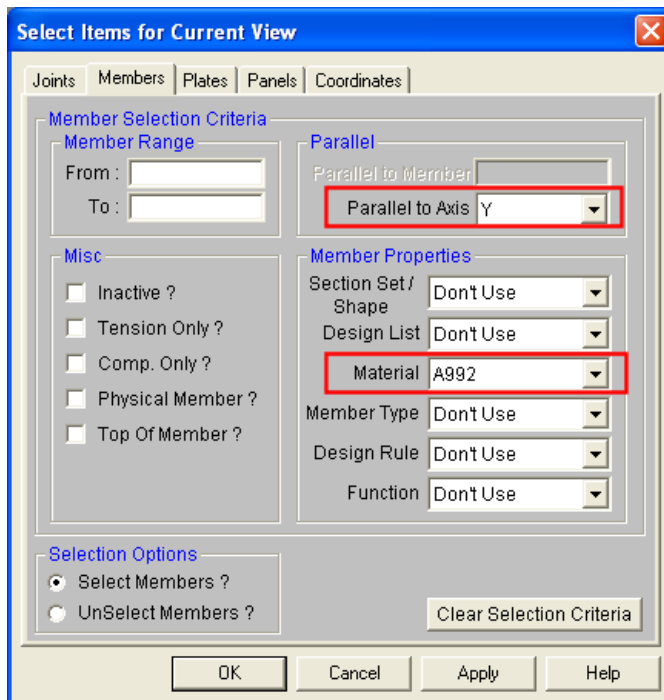 Select Items for Current View
Joints Members Plates Panels Coordinates
Member Selection Criteria
Member Range
From :
To :
Parallel
Parallel to Member
Parallel to Axis Y
Misc
Inactive ?
Tension Only ?
Comp. Only ?
Physical Member ?
Top Of Member ?
Member Properties
Section Set /
Shape
Don't Use
Design List Don't Use
Material A992
Member Type Don't Use
Design Rule Don't Use
Function Don't Use
Selection Options
Select Members ?
UnSelect Members ?
Clear Selection Criteria
OK Cancel Apply Help